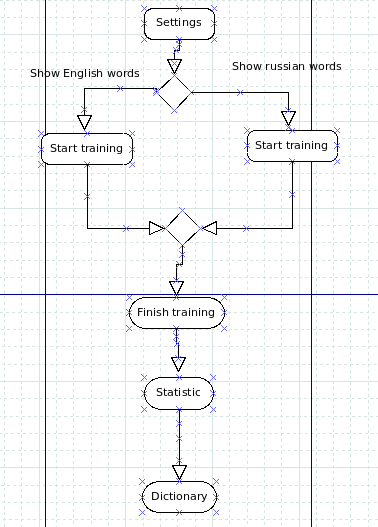 Settings
Show English words
Show russian words
Start training
Start training
Finish training
Statistic
Dictionary